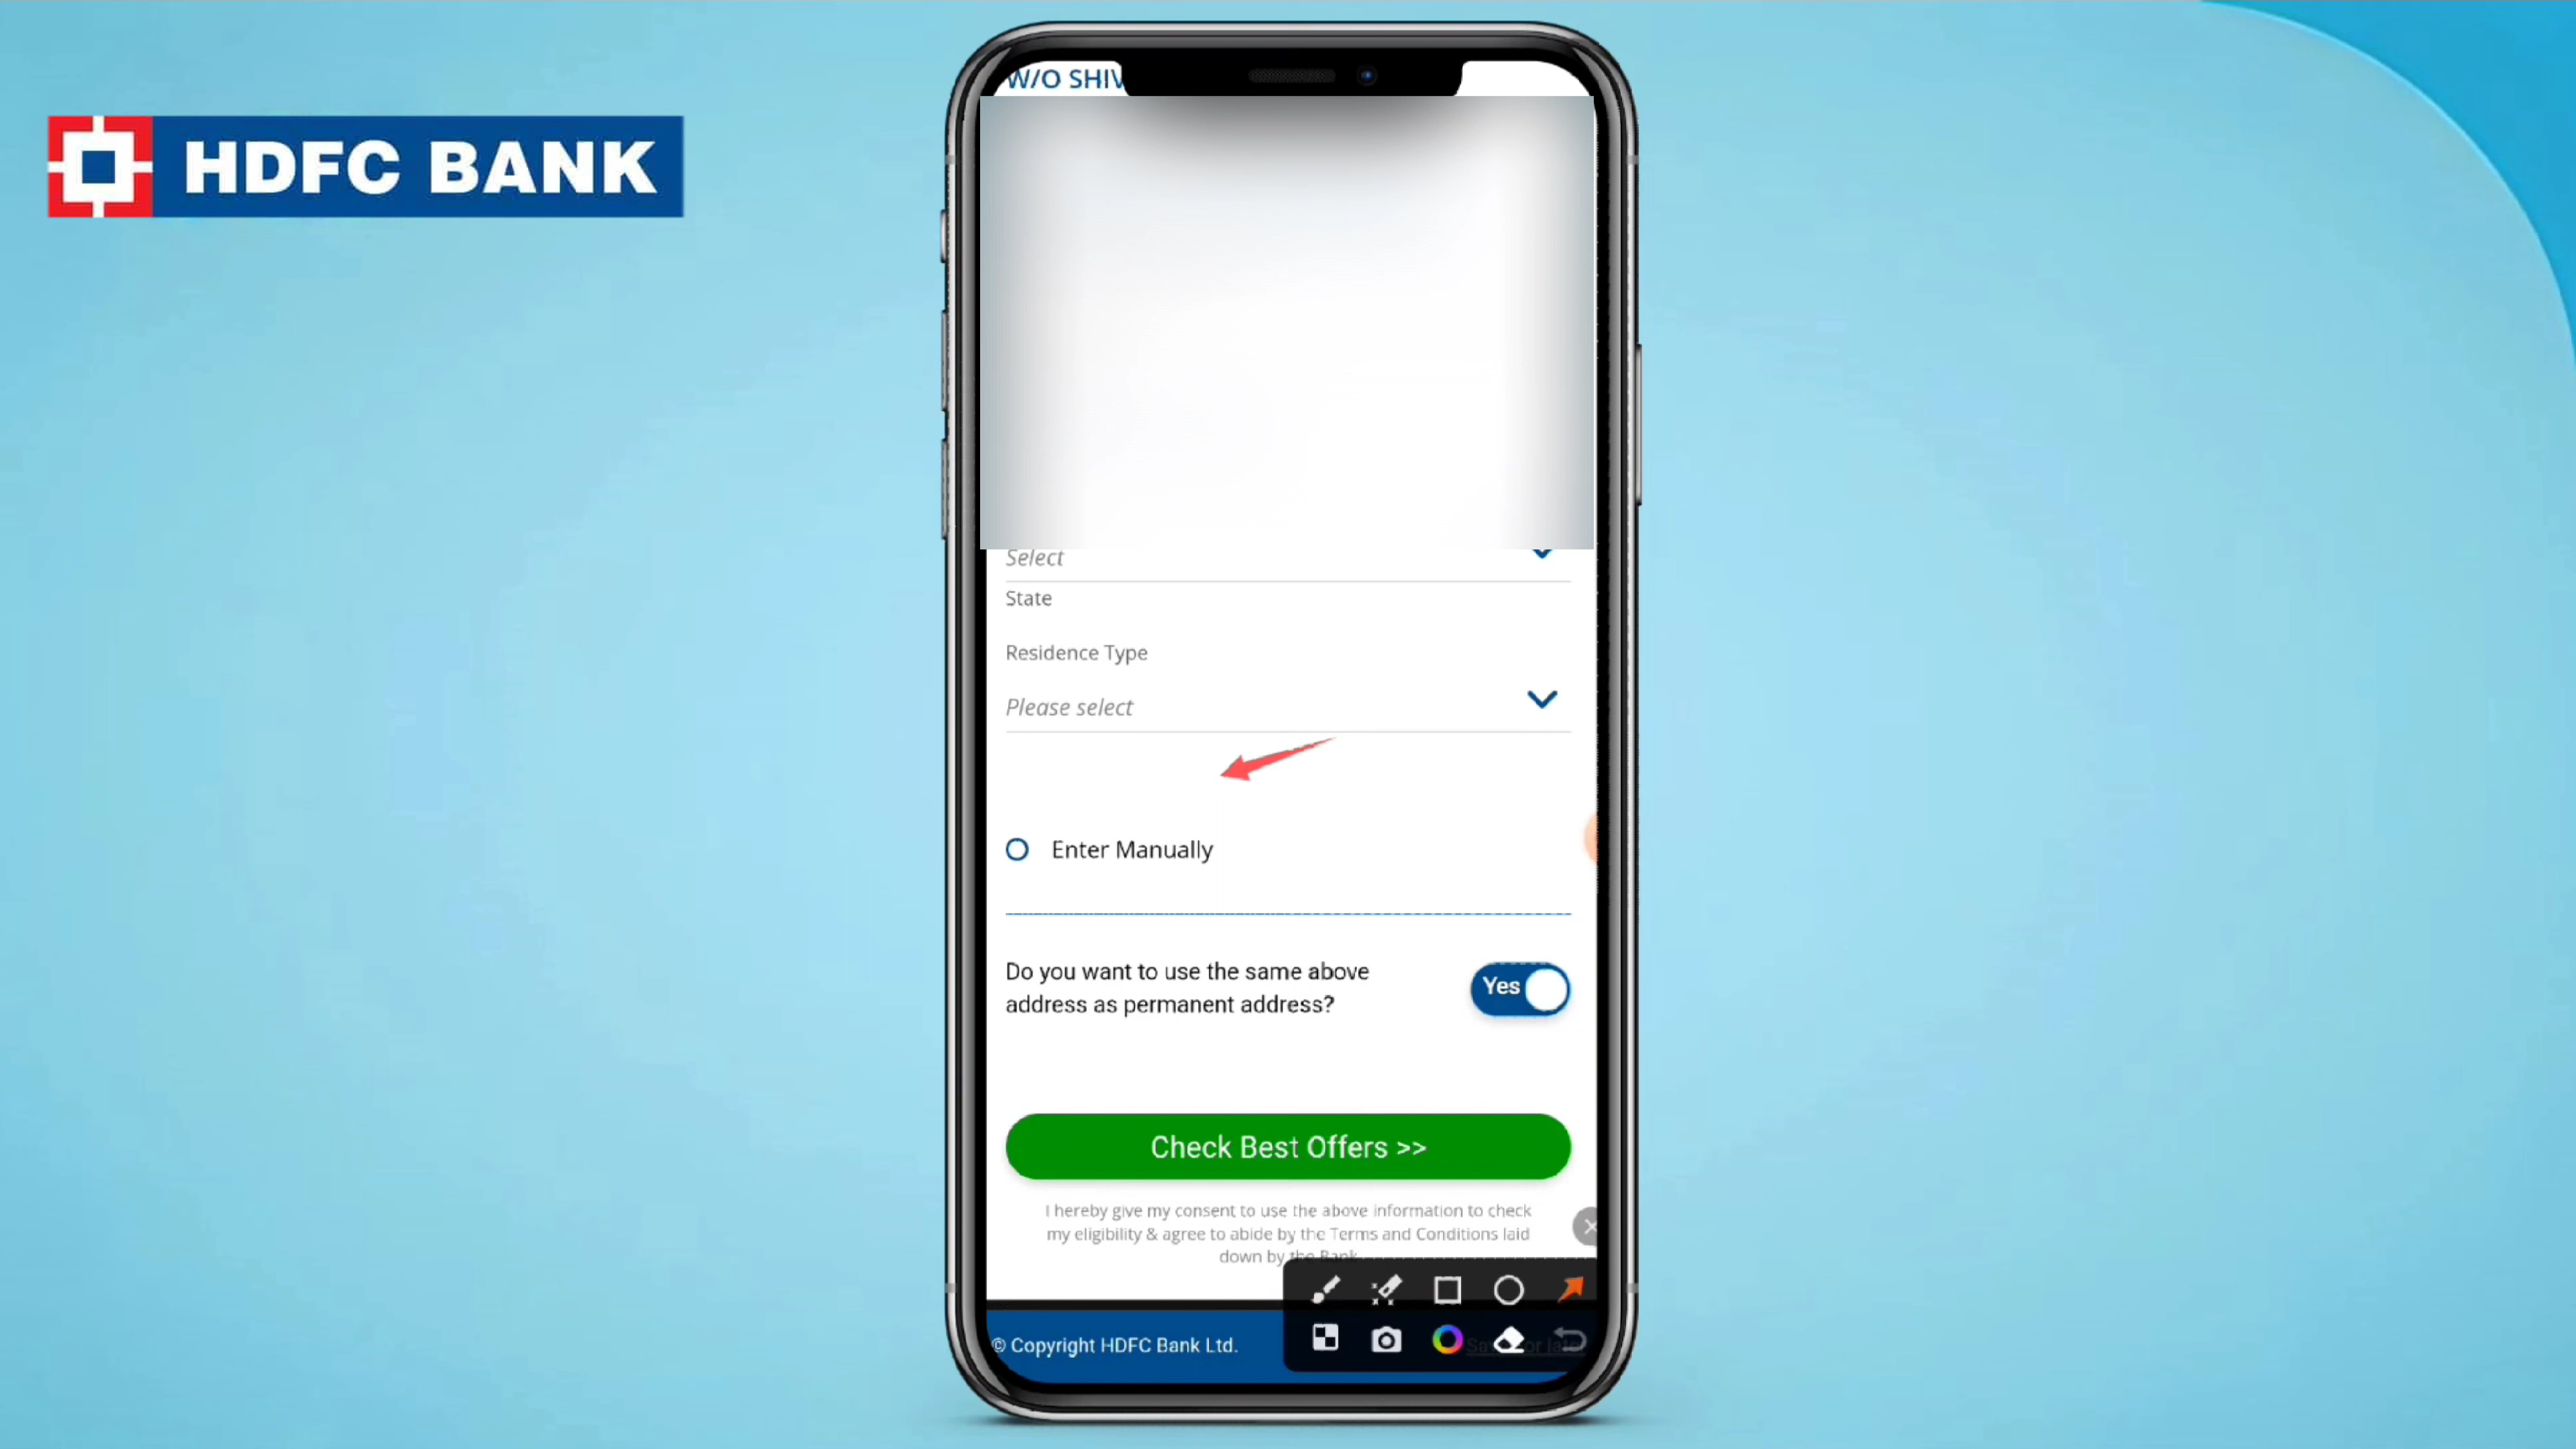 HDFC BANK
W/O SHIV
Select
State
Residence Type
Please select
Enter Manually
Do you want to use the same above
address as permanent address?
Yes
Check Best Offers >>
I hereby give my consent to use the above information to check
my eligibility & agree to abide by the Terms and Conditions laid
down by the Bank
© Copyright HDFC Bank Ltd.